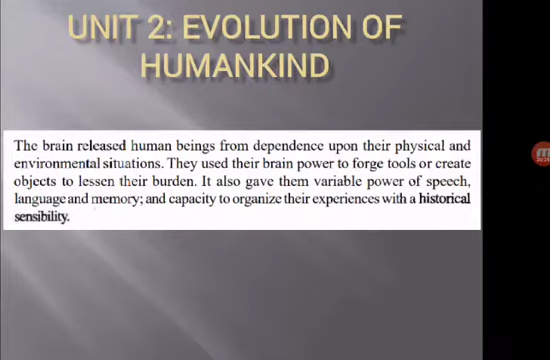 UNIT 2: EVOLUTION OF
HUMANKIND
The brain released human beings from dependence upon their physical and
environmental situations. They used their brain power to forge tools or create
objects to lessen their burden. It also gave them variable power of speech,
language and memory; and capacity to organize their experiences with a historical
sensibility.